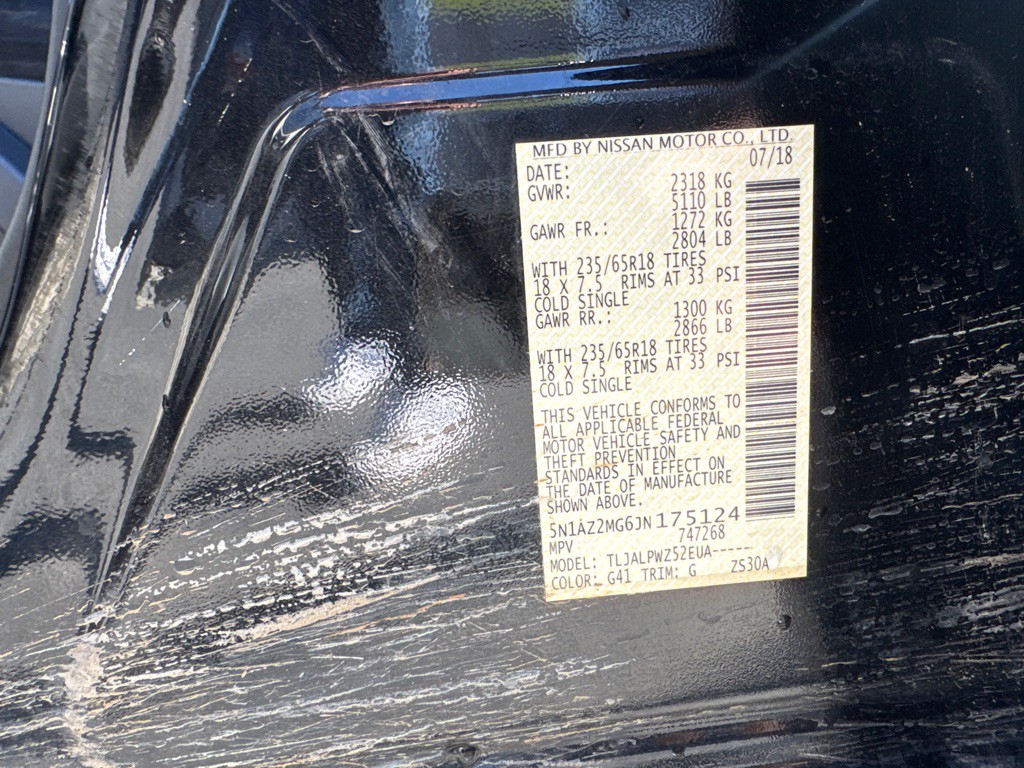 MFD BY NISSAN MOTOR CO., LTD.
DATE: 07/18
GVWR: 2318 KG
5110 LB
GAWR FR.: 1272 KG
2804 LB
WITH 235/65R18 TIRES
18 X 7.5 RIMS AT 33 PSI
COLD SINGLE
GAWR RR.: 1300 KG
2866 LB
WITH 235/65R18 TIRES
18 X 7.5 RIMS AT 33 PSI
COLD SINGLE
THIS VEHICLE CONFORMS TO
ALL APPLICABLE FEDERAL
MOTOR VEHICLE SAFETY AND
THEFT PREVENTION
STANDARDS IN EFFECT ON
THE DATE OF MANUFACTURE
SHOWN ABOVE.
5N1AZ2MG6JN175124
MPV 747268
MODEL: TLJALPWZ52EUA-----
COLOR: G41 TRIM: G ZS30A